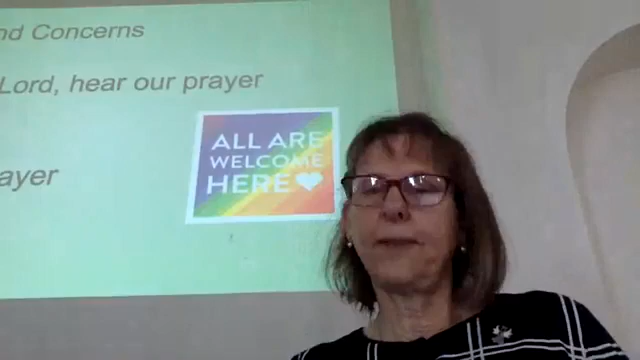 nd Concerns
Lord, hear our prayer
ALL ARE
WELCOME
HERE
ayer